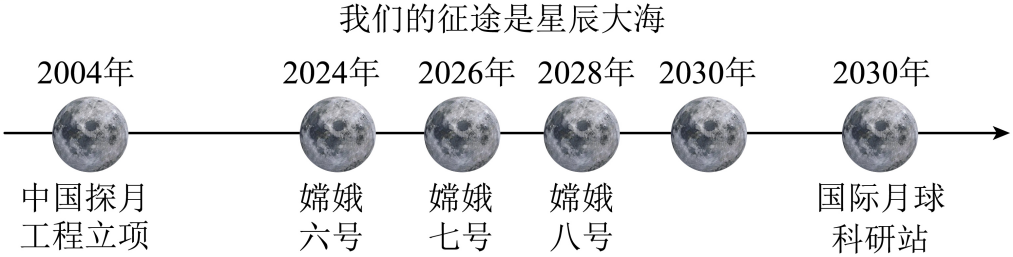 我们的征途是星辰大海
2004年 2024年 2026年 2028年 2030年 2030年
中国探月 嫦娥 嫦娥 嫦娥 国际月球
工程立项 六号 七号 八号 科研站